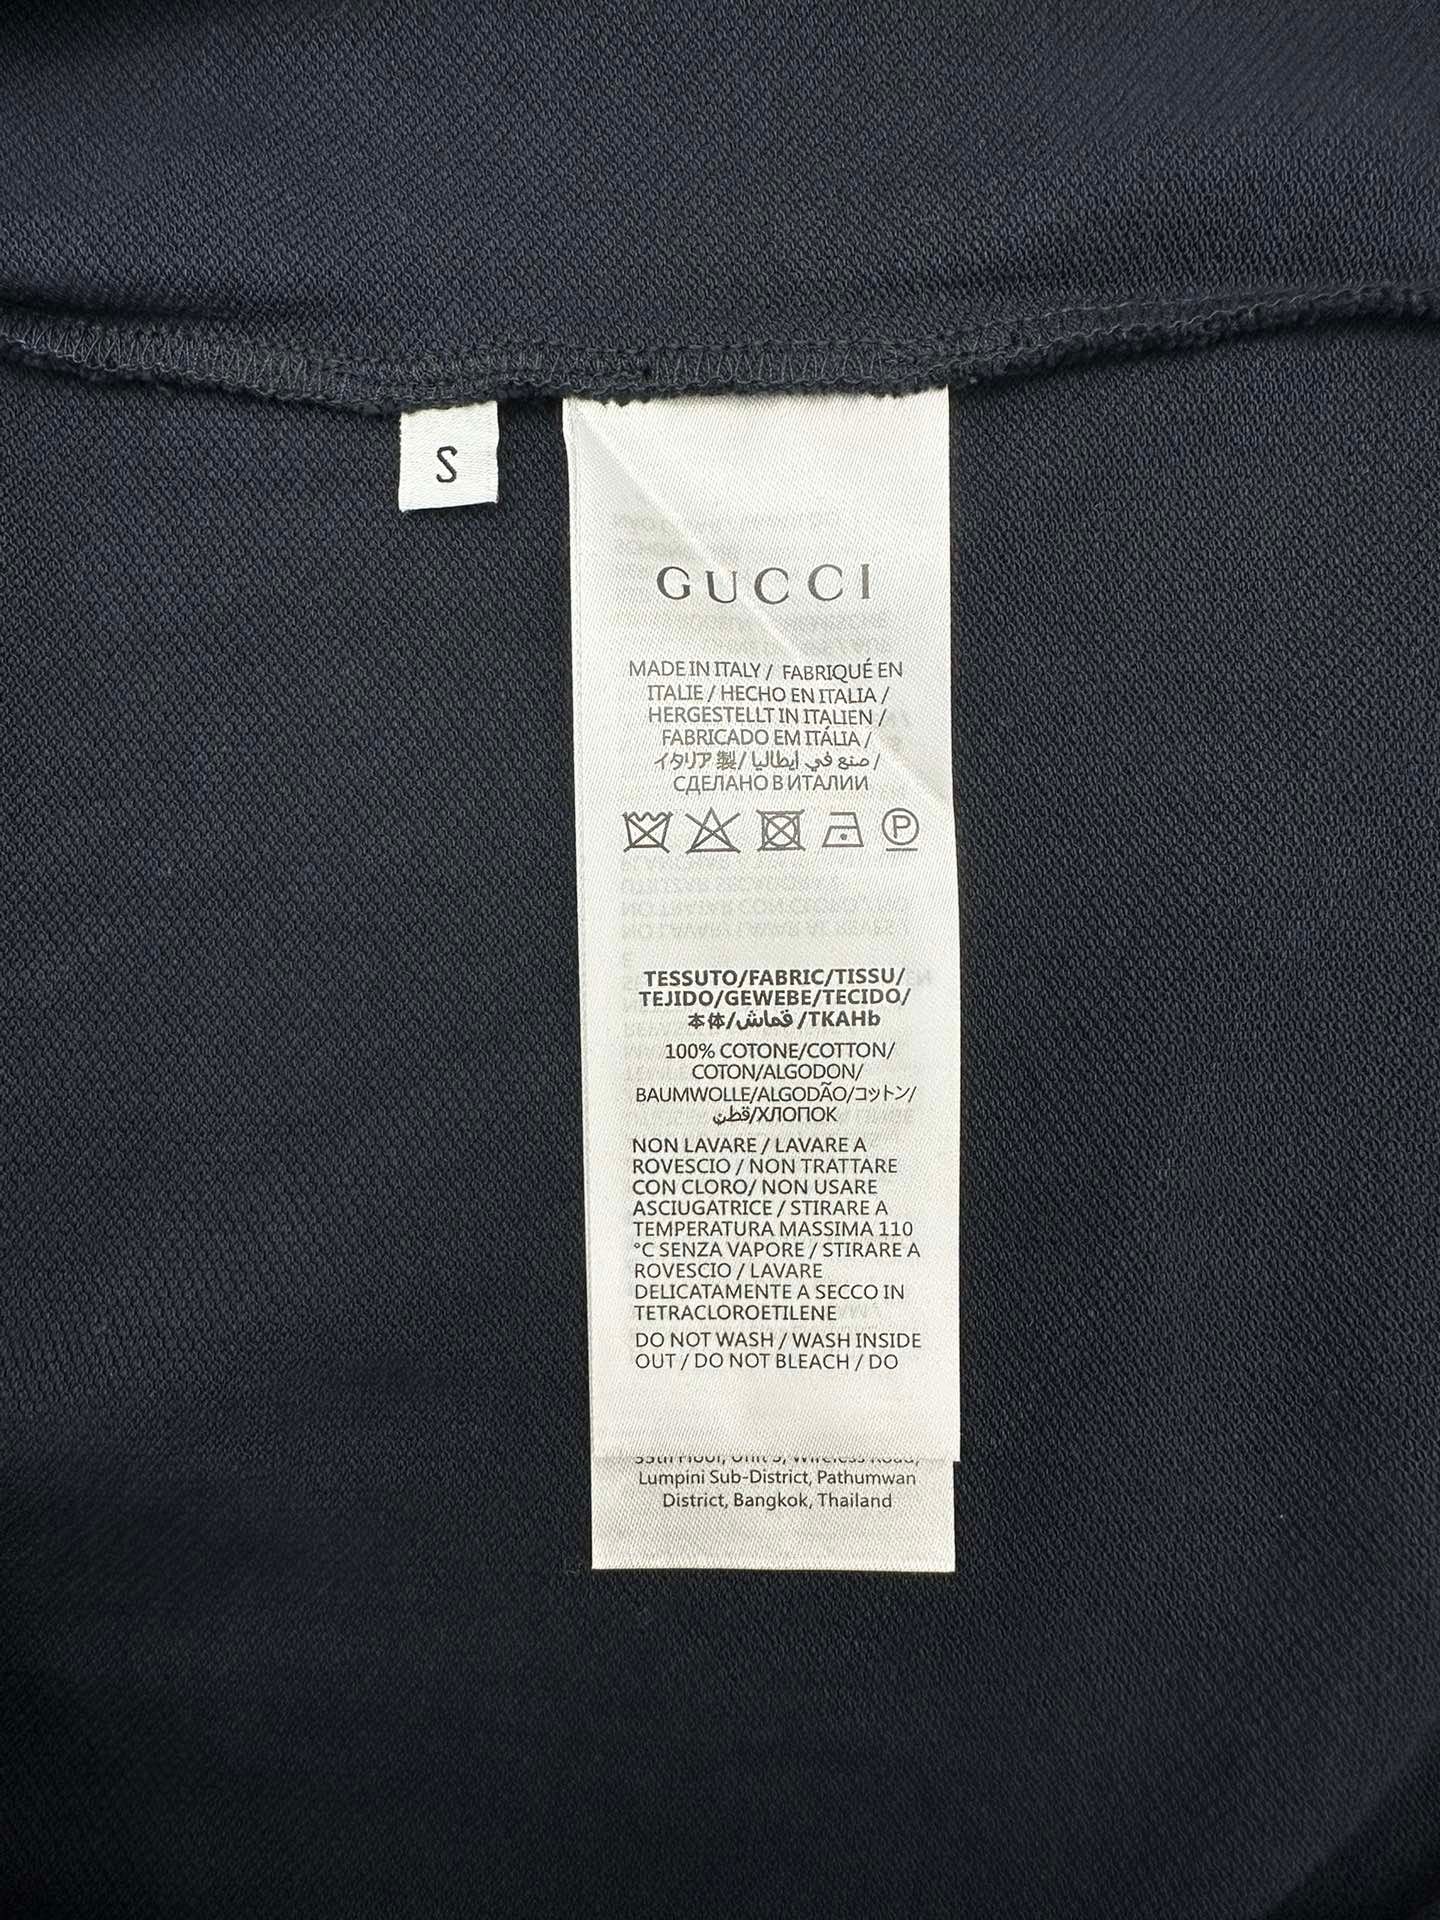 S
GUCCI
MADE IN ITALY / FABRIQUÉ EN
ITALIE / HECHO EN ITALIA /
HERGESTELLT IN ITALIEN /
FABRICADO EM ITÁLIA /
イタリア製/ صنع في إيطاليا /
СДЕЛАНО В ИТАЛИИ
P
TESSUTO/FABRIC/TISSU/
TEJIDO/GEWEBE/TECIDO/
本体/قماش /TKAHb
100% COTONE/COTTON/
COTON/ALGODON/
BAUMWOLLE/ALGODÃO/コットン/
قطن/ХЛОПОК
NON LAVARE / LAVARE A
ROVESCIO / NON TRATTARE
CON CLORO/ NON USARE
ASCIUGATRICE / STIRARE A
TEMPERATURA MASSIMA 110
°C SENZA VAPORE / STIRARE A
ROVESCIO / LAVARE
DELICATAMENTE A SECCO IN
TETRACLOROETILENE
DO NOT WASH / WASH INSIDE
OUT / DO NOT BLEACH / DO
Lumpini Sub-District, Pathumwan
District, Bangkok, Thailand